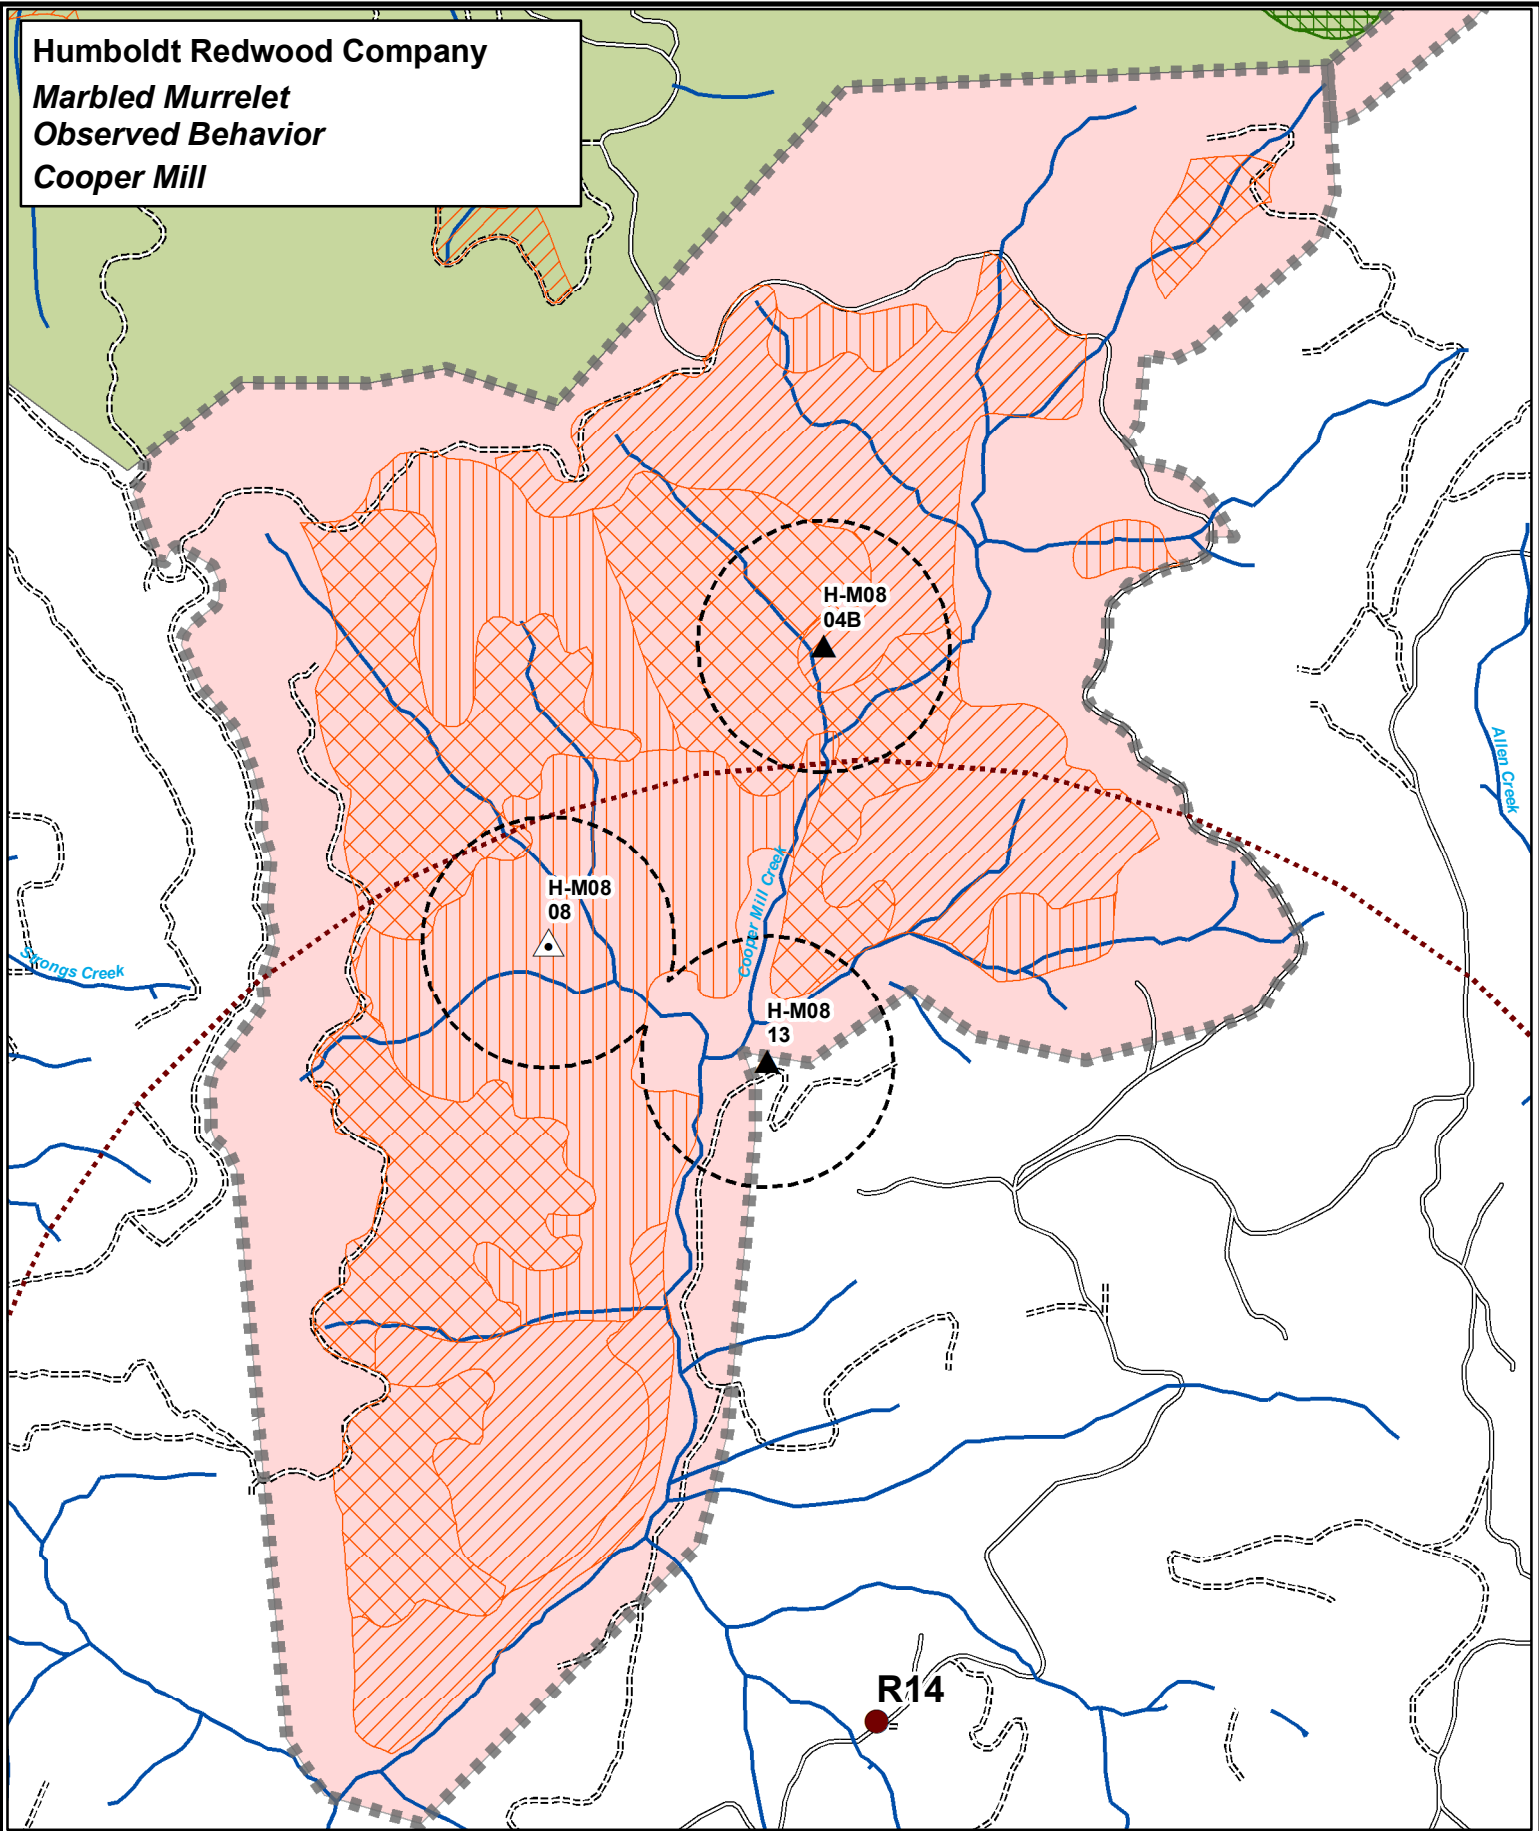 Humboldt Redwood Company
Marbled Murrelet
Observed Behavior
Cooper Mill
H-M08
04B
H-M08
08
Cooper Mill Creek
Allen Creek
Strongs Creek
H-M08
13
R14